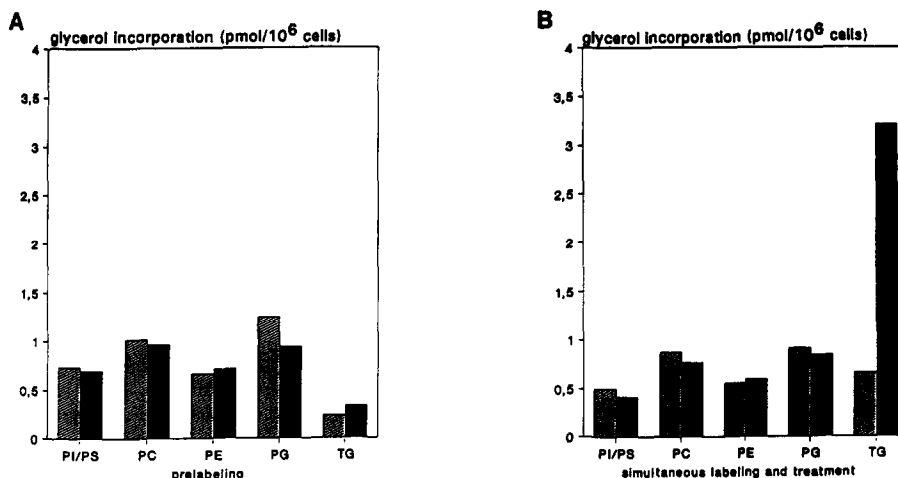 A
glycerol incorporation (pmol/10⁶ cells)
4
3,5
3
2,5
2
1,5
1
0,5
0
PI/PS PC PE PG TG
prelabeling
B
glycerol incorporation (pmol/10⁶ cells)
4
3,5
3
2,5
2
1,5
1
0,5
0
PI/PS PC PE PG TG
simultaneous labeling and treatment